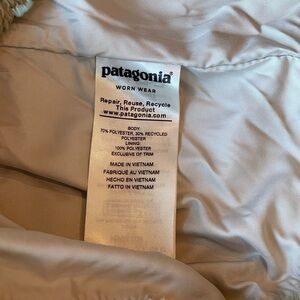 patagonia®
WORN WEAR
Repair, Reuse, Recycle
This Product
www.patagonia.com
BODY:
70% POLYESTER, 30% RECYCLED
POLYESTER
LINING:
100% POLYESTER
EXCLUSIVE OF TRIM
MADE IN VIETNAM
FABRIQUÉ AU VIETNAM
HECHO EN VIETNAM
FATTO IN VIETNAM